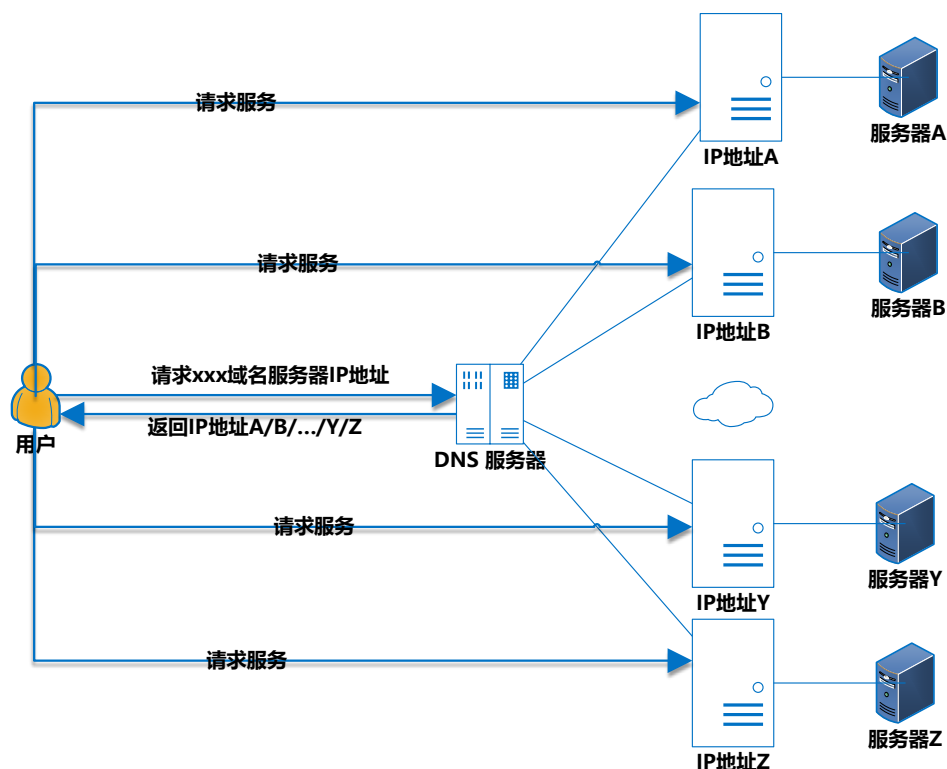 请求服务
IP地址A
服务器A
请求服务
IP地址B
服务器B
请求xxx域名服务器IP地址
返回IP地址A/B/…/Y/Z
用户
DNS 服务器
请求服务
IP地址Y
服务器Y
请求服务
IP地址Z
服务器Z